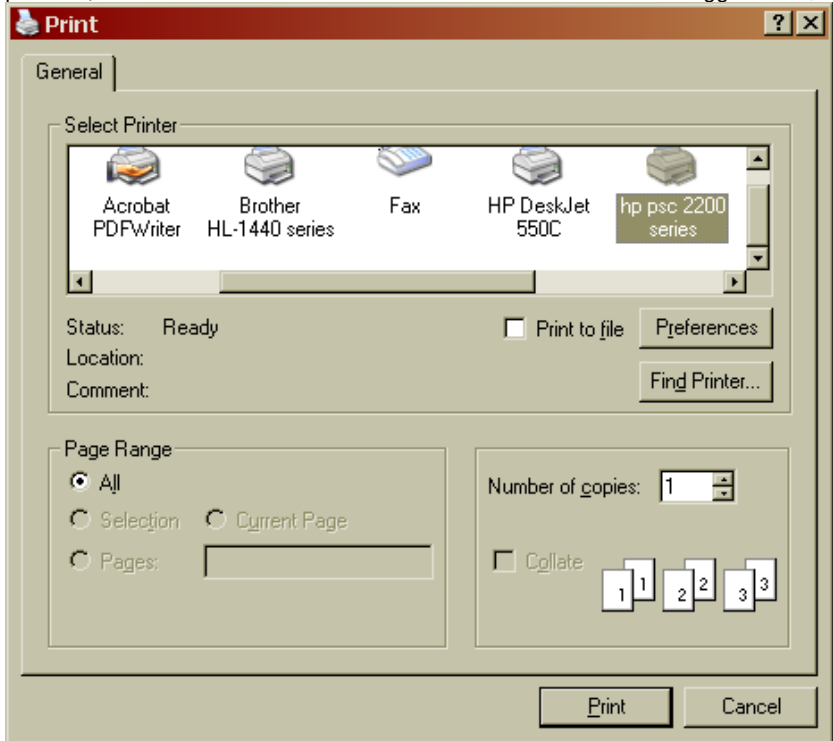 Print
General
Select Printer
Acrobat PDFWriter
Brother HL-1440 series
Fax
HP DeskJet 550C
hp psc 2200 series
Status: Ready
Print to file
Preferences
Location:
Comment:
Find Printer...
Page Range
All
Selection
Current Page
Pages:
Number of copies: 1
Collate
1 1 2 2 3 3
Print
Cancel